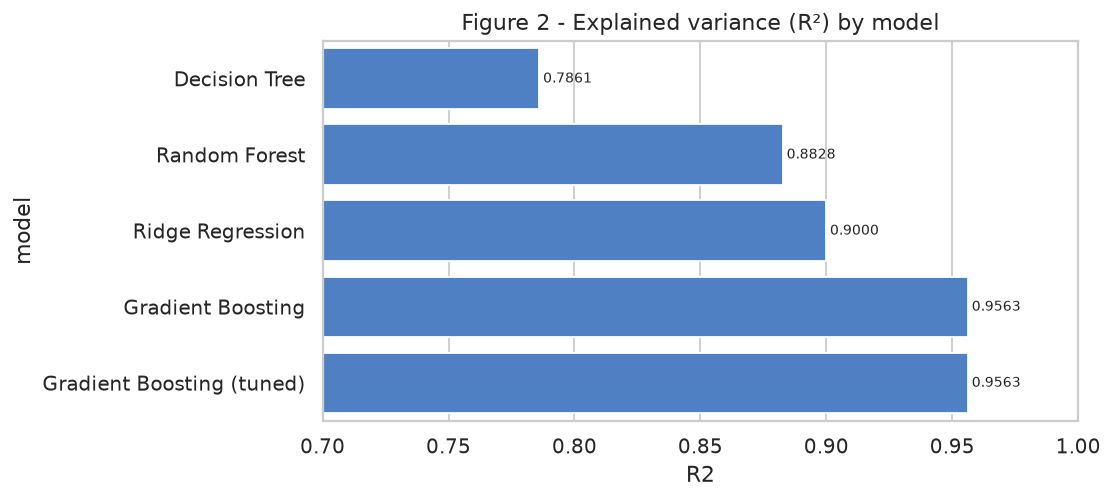 Figure 2 - Explained variance (R²) by model
Decision Tree
0.7861
Random Forest
0.8828
Ridge Regression
0.9000
Gradient Boosting
0.9563
Gradient Boosting (tuned)
0.9563
model
0.70 0.75 0.80 0.85 0.90 0.95 1.00
R2